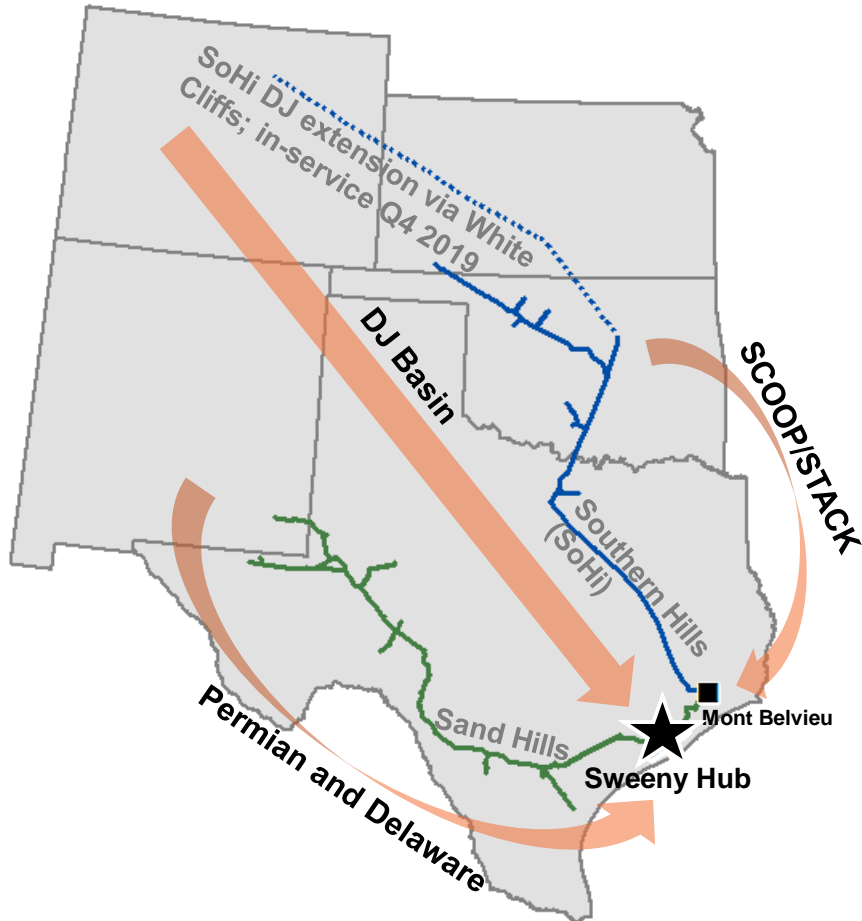 SoHi DJ extension via White
Cliffs; in-service Q4 2019
DJ Basin
SCOOP/STACK
Southern Hills
(SoHi)
Permian and Delaware
Sand Hills
Mont Belvieu
Sweeny Hub